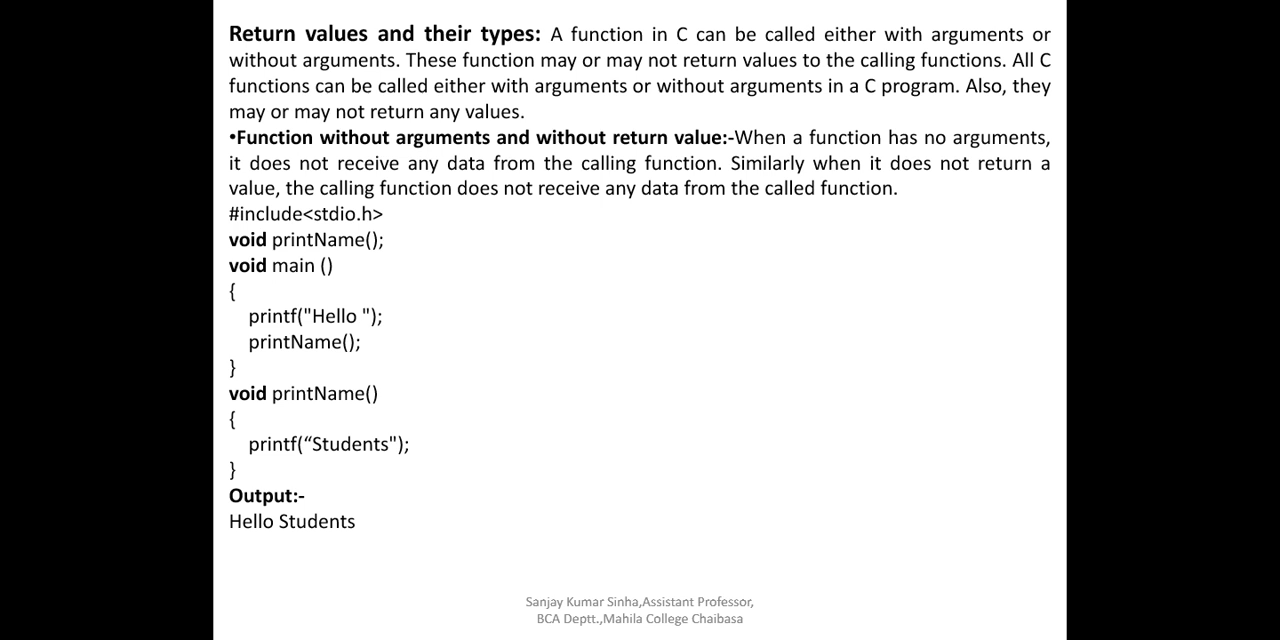 Return values and their types: A function in C can be called either with arguments or
without arguments. These function may or may not return values to the calling functions. All C
functions can be called either with arguments or without arguments in a C program. Also, they
may or may not return any values.
•Function without arguments and without return value:-When a function has no arguments,
it does not receive any data from the calling function. Similarly when it does not return a
value, the calling function does not receive any data from the called function.
#include<stdio.h>
void printName();
void main ()
{
printf("Hello ");
printName();
}
void printName()
{
printf(“Students");
}
Output:-
Hello Students
Sanjay Kumar Sinha,Assistant Professor,
BCA Deptt.,Mahila College Chaibasa